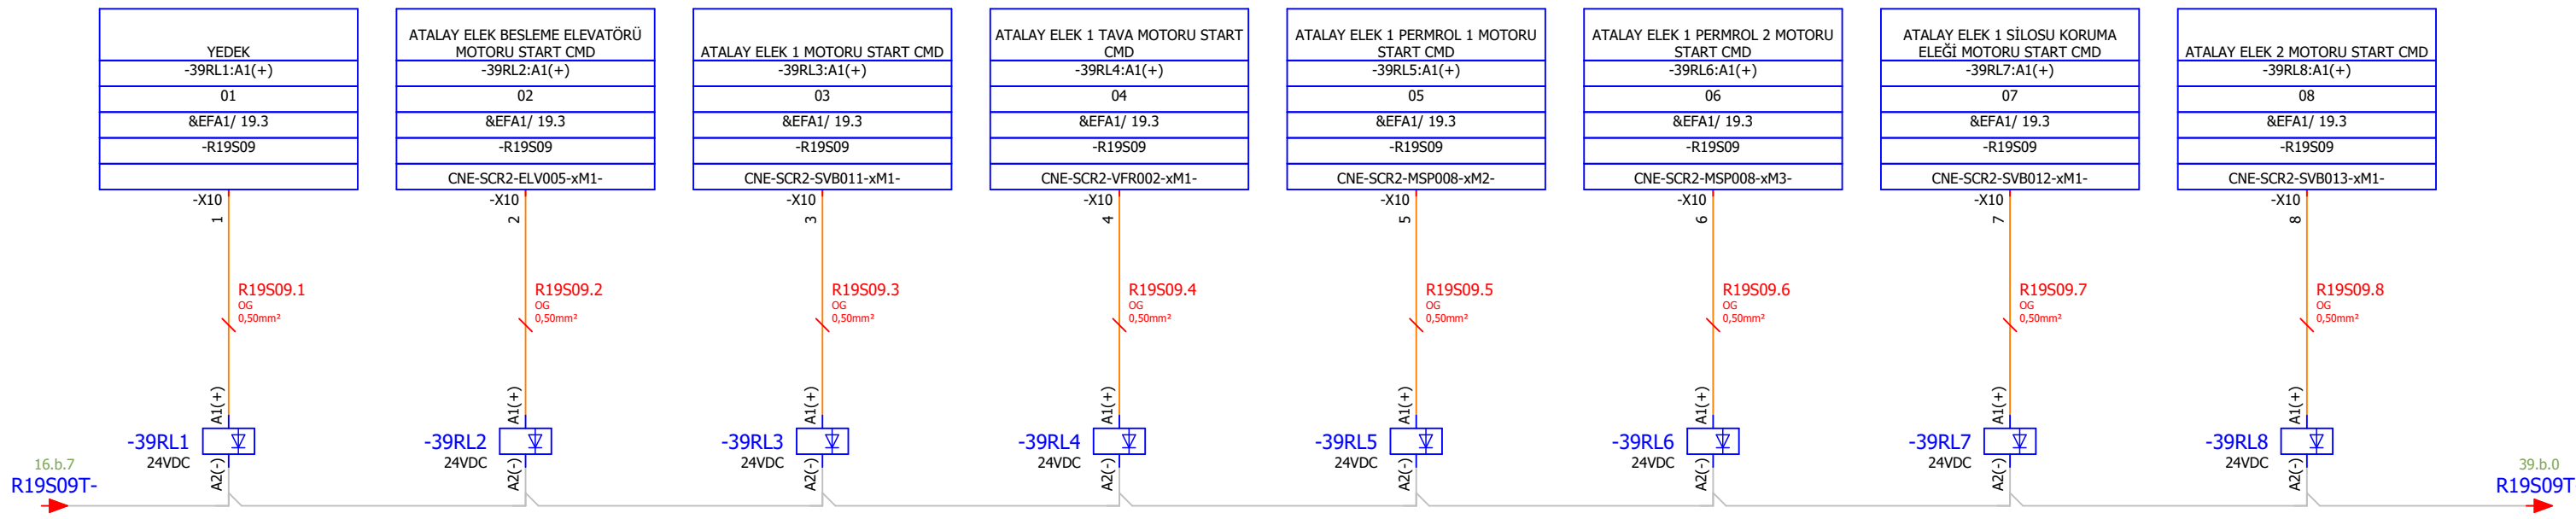 YEDEK
-39RL1:A1(+)
01
&EFA1/ 19.3
-R19S09
-X10
1
R19S09.1
OG
0,50mm²
A1(+)
-39RL1
24VDC
A2(-)
ATALAY ELEK BESLEME ELEVATÖRÜ
MOTORU START CMD
-39RL2:A1(+)
02
&EFA1/ 19.3
-R19S09
CNE-SCR2-ELV005-xM1-
-X10
2
R19S09.2
OG
0,50mm²
A1(+)
-39RL2
24VDC
A2(-)
ATALAY ELEK 1 MOTORU START CMD
-39RL3:A1(+)
03
&EFA1/ 19.3
-R19S09
CNE-SCR2-SVB011-xM1-
-X10
3
R19S09.3
OG
0,50mm²
A1(+)
-39RL3
24VDC
A2(-)
ATALAY ELEK 1 TAVA MOTORU START
CMD
-39RL4:A1(+)
04
&EFA1/ 19.3
-R19S09
CNE-SCR2-VFR002-xM1-
-X10
4
R19S09.4
OG
0,50mm²
A1(+)
-39RL4
24VDC
A2(-)
ATALAY ELEK 1 PERMROL 1 MOTORU
START CMD
-39RL5:A1(+)
05
&EFA1/ 19.3
-R19S09
CNE-SCR2-MSP008-xM2-
-X10
5
R19S09.5
OG
0,50mm²
A1(+)
-39RL5
24VDC
A2(-)
ATALAY ELEK 1 PERMROL 2 MOTORU
START CMD
-39RL6:A1(+)
06
&EFA1/ 19.3
-R19S09
CNE-SCR2-MSP008-xM3-
-X10
6
R19S09.6
OG
0,50mm²
A1(+)
-39RL6
24VDC
A2(-)
ATALAY ELEK 1 SİLOSU KORUMA
ELEĞİ MOTORU START CMD
-39RL7:A1(+)
07
&EFA1/ 19.3
-R19S09
CNE-SCR2-SVB012-xM1-
-X10
7
R19S09.7
OG
0,50mm²
A1(+)
-39RL7
24VDC
A2(-)
ATALAY ELEK 2 MOTORU START CMD
-39RL8:A1(+)
08
&EFA1/ 19.3
-R19S09
CNE-SCR2-SVB013-xM1-
-X10
8
R19S09.8
OG
0,50mm²
A1(+)
-39RL8
24VDC
A2(-)
16.b.7
R19S09T-
39.b.0
R19S09T